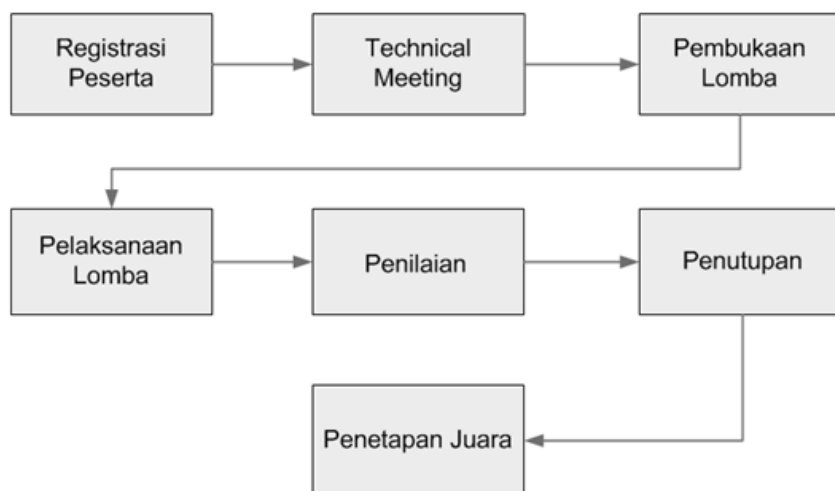 Registrasi
Peserta
Technical
Meeting
Pembukaan
Lomba
Pelaksanaan
Lomba
Penilaian
Penutupan
Penetapan Juara